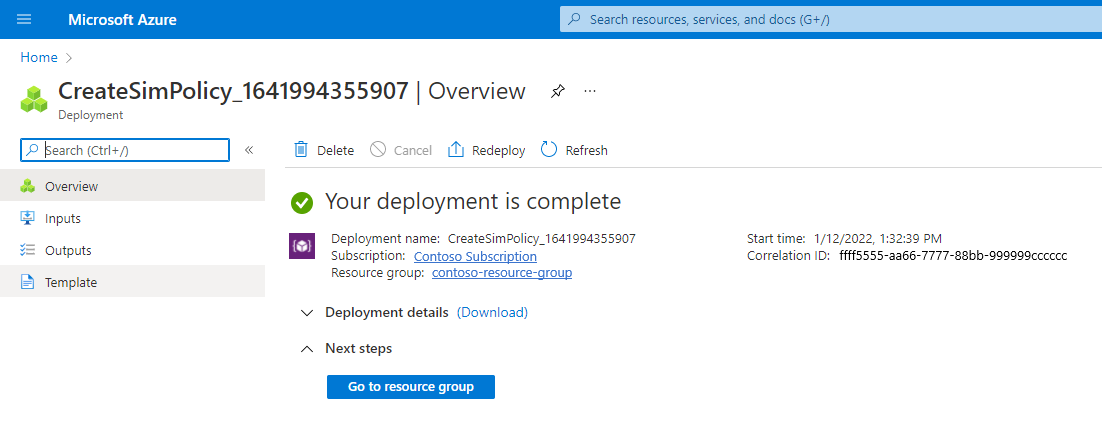 Microsoft Azure
Search resources, services, and docs (G+/)
Home
CreateSimPolicy_1641994355907 | Overview
Deployment
Search (Ctrl+/)
Delete
Cancel
Redeploy
Refresh
Overview
Inputs
Outputs
Template
Your deployment is complete
Deployment name: CreateSimPolicy_1641994355907
Subscription: Contoso Subscription
Resource group: contoso-resource-group
Start time: 1/12/2022, 1:32:39 PM
Correlation ID: ffff5555-aa66-7777-88bb-999999cccccc
Deployment details (Download)
Next steps
Go to resource group